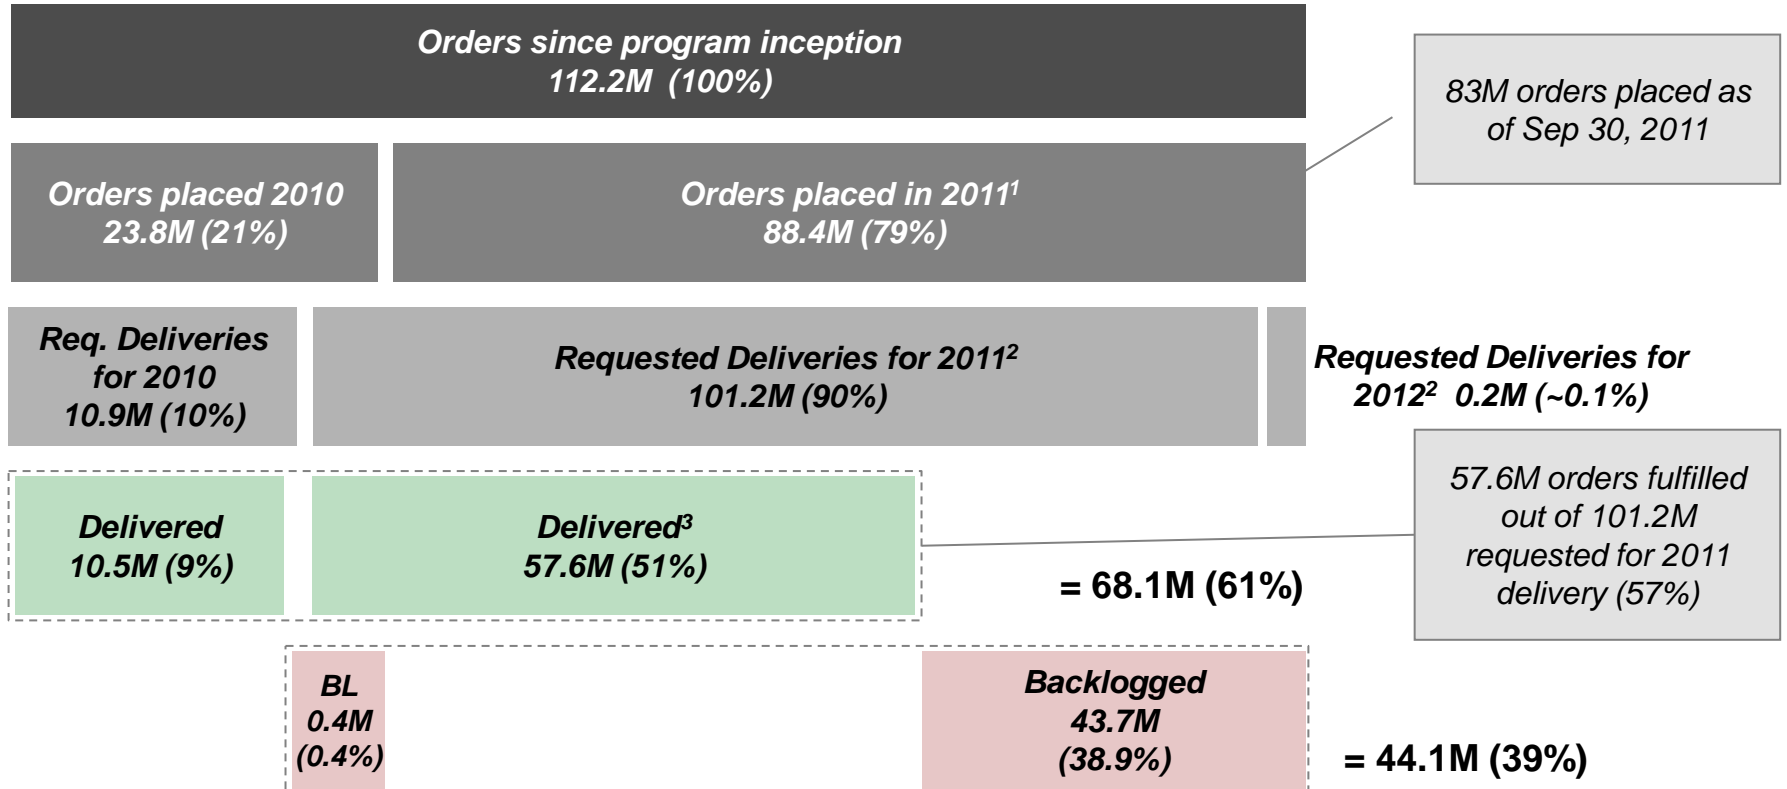 Orders since program inception
112.2M (100%)
83M orders placed as
of Sep 30, 2011
Orders placed 2010
23.8M (21%)
Orders placed in 2011¹
88.4M (79%)
Req. Deliveries
for 2010
10.9M (10%)
Requested Deliveries for 2011²
101.2M (90%)
Requested Deliveries for
2012² 0.2M (~0.1%)
Delivered
10.5M (9%)
Delivered³
57.6M (51%)
= 68.1M (61%)
57.6M orders fulfilled
out of 101.2M
requested for 2011
delivery (57%)
BL
0.4M
(0.4%)
Backlogged
43.7M
(38.9%)
= 44.1M (39%)